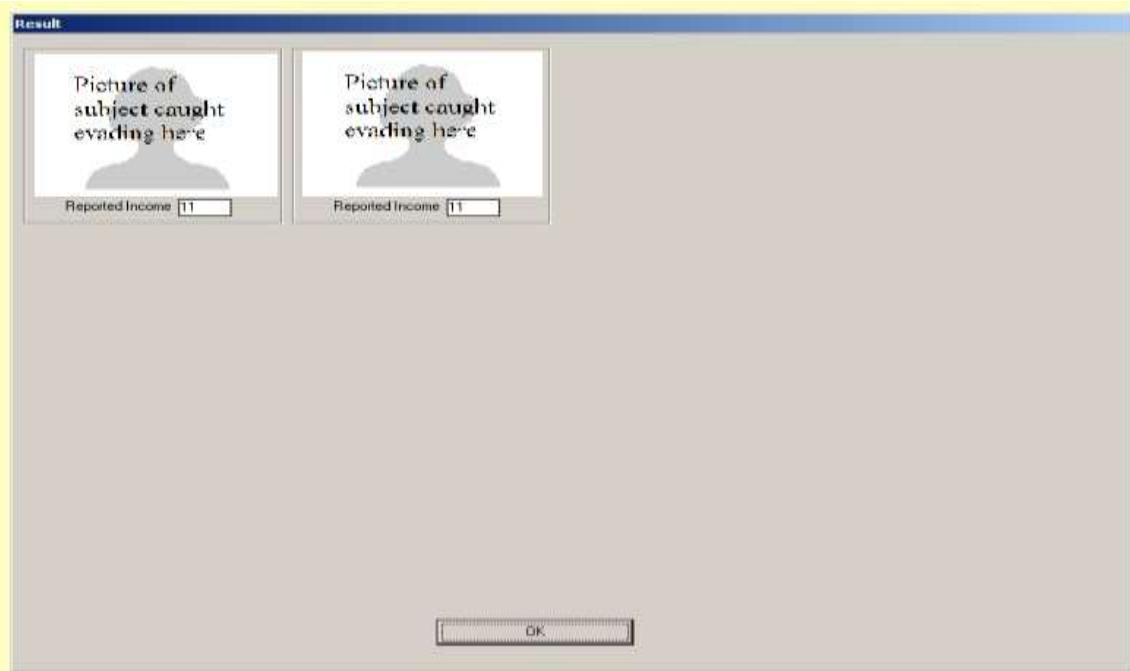 Result
Picture of
subject caught
evading here
Reported Income 11
Picture of
subject caught
evading here
Reported Income 11
OK